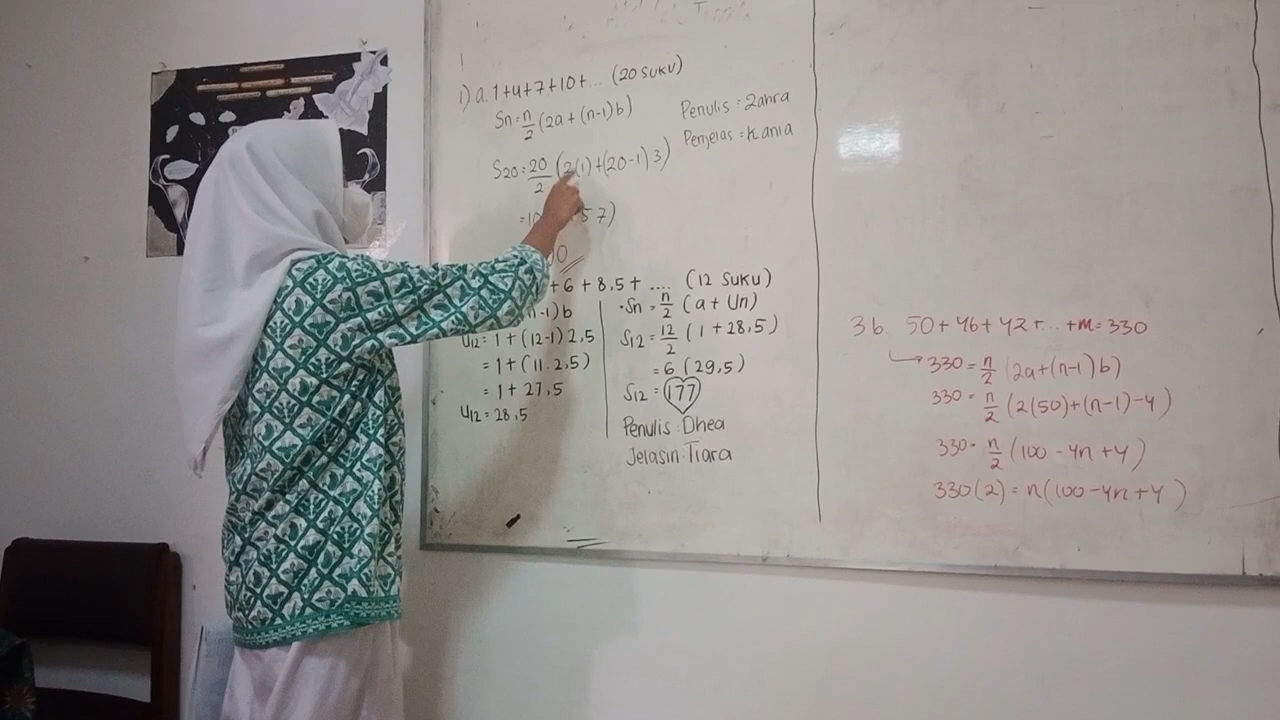 1) a. 1+4+7+10+... (20 SUKU)
Sn = n/2 (2a + (n-1) b)
S20 = 20/2 (2(1) + (20-1) 3)
57)
Penulis = Zahra
Penjelas = Kania
+ 6 + 8,5 + .... (12 SUKU)
-1) b
U12 = 1 + (12-1) 2,5
= 1 + (11. 2,5)
= 1 + 27,5
U12 = 28,5
·Sn = n/2 (a + Un)
S12 = 12/2 (1 + 28,5)
= 6 (29,5)
S12 = 177
Penulis : Dhea
Jelasin : Tiara
3 b. 50 + 46 + 42 + ... + m = 330
330 = n/2 (2a + (n-1) b)
330 = n/2 (2(50) + (n-1) -4)
330 = n/2 (100 - 4n + 4)
330 (2) = n (100 - 4n + 4)